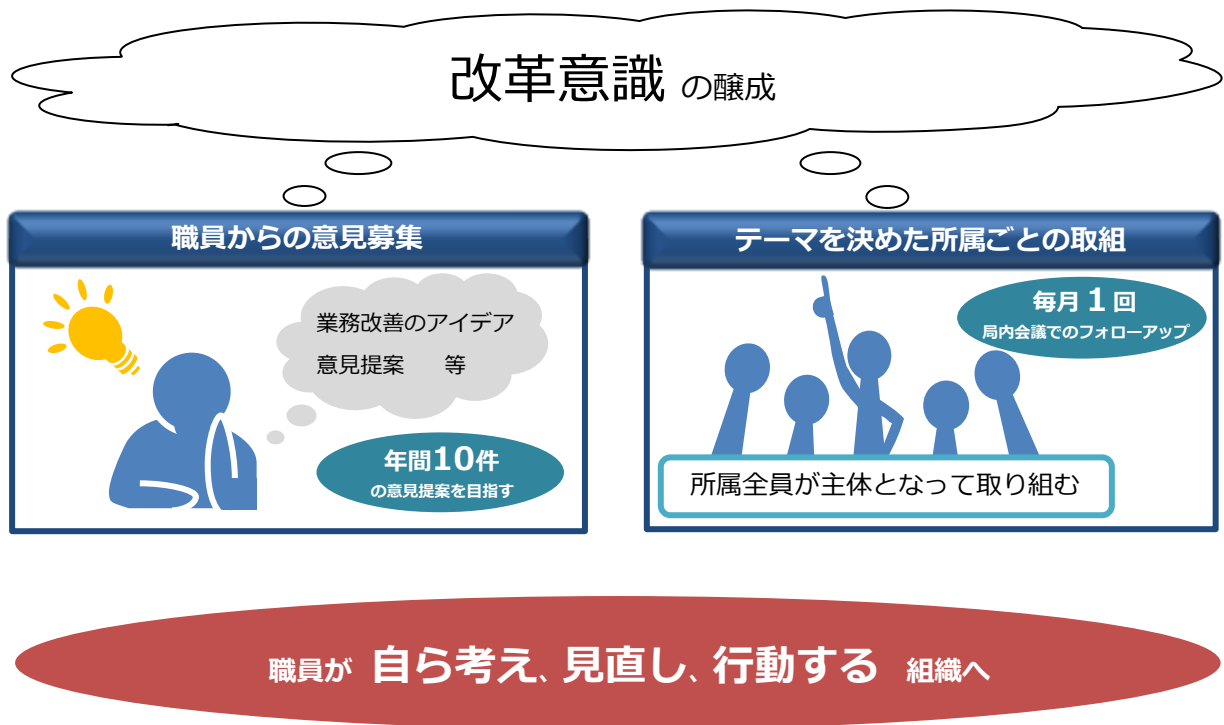 改革意識 の醸成
職員からの意見募集
業務改善のアイデア
意見提案　等
年間10件
の意見提案を目指す
テーマを決めた所属ごとの取組
毎月1回
局内会議でのフォローアップ
所属全員が主体となって取り組む
職員が 自ら考え、見直し、行動する 組織へ